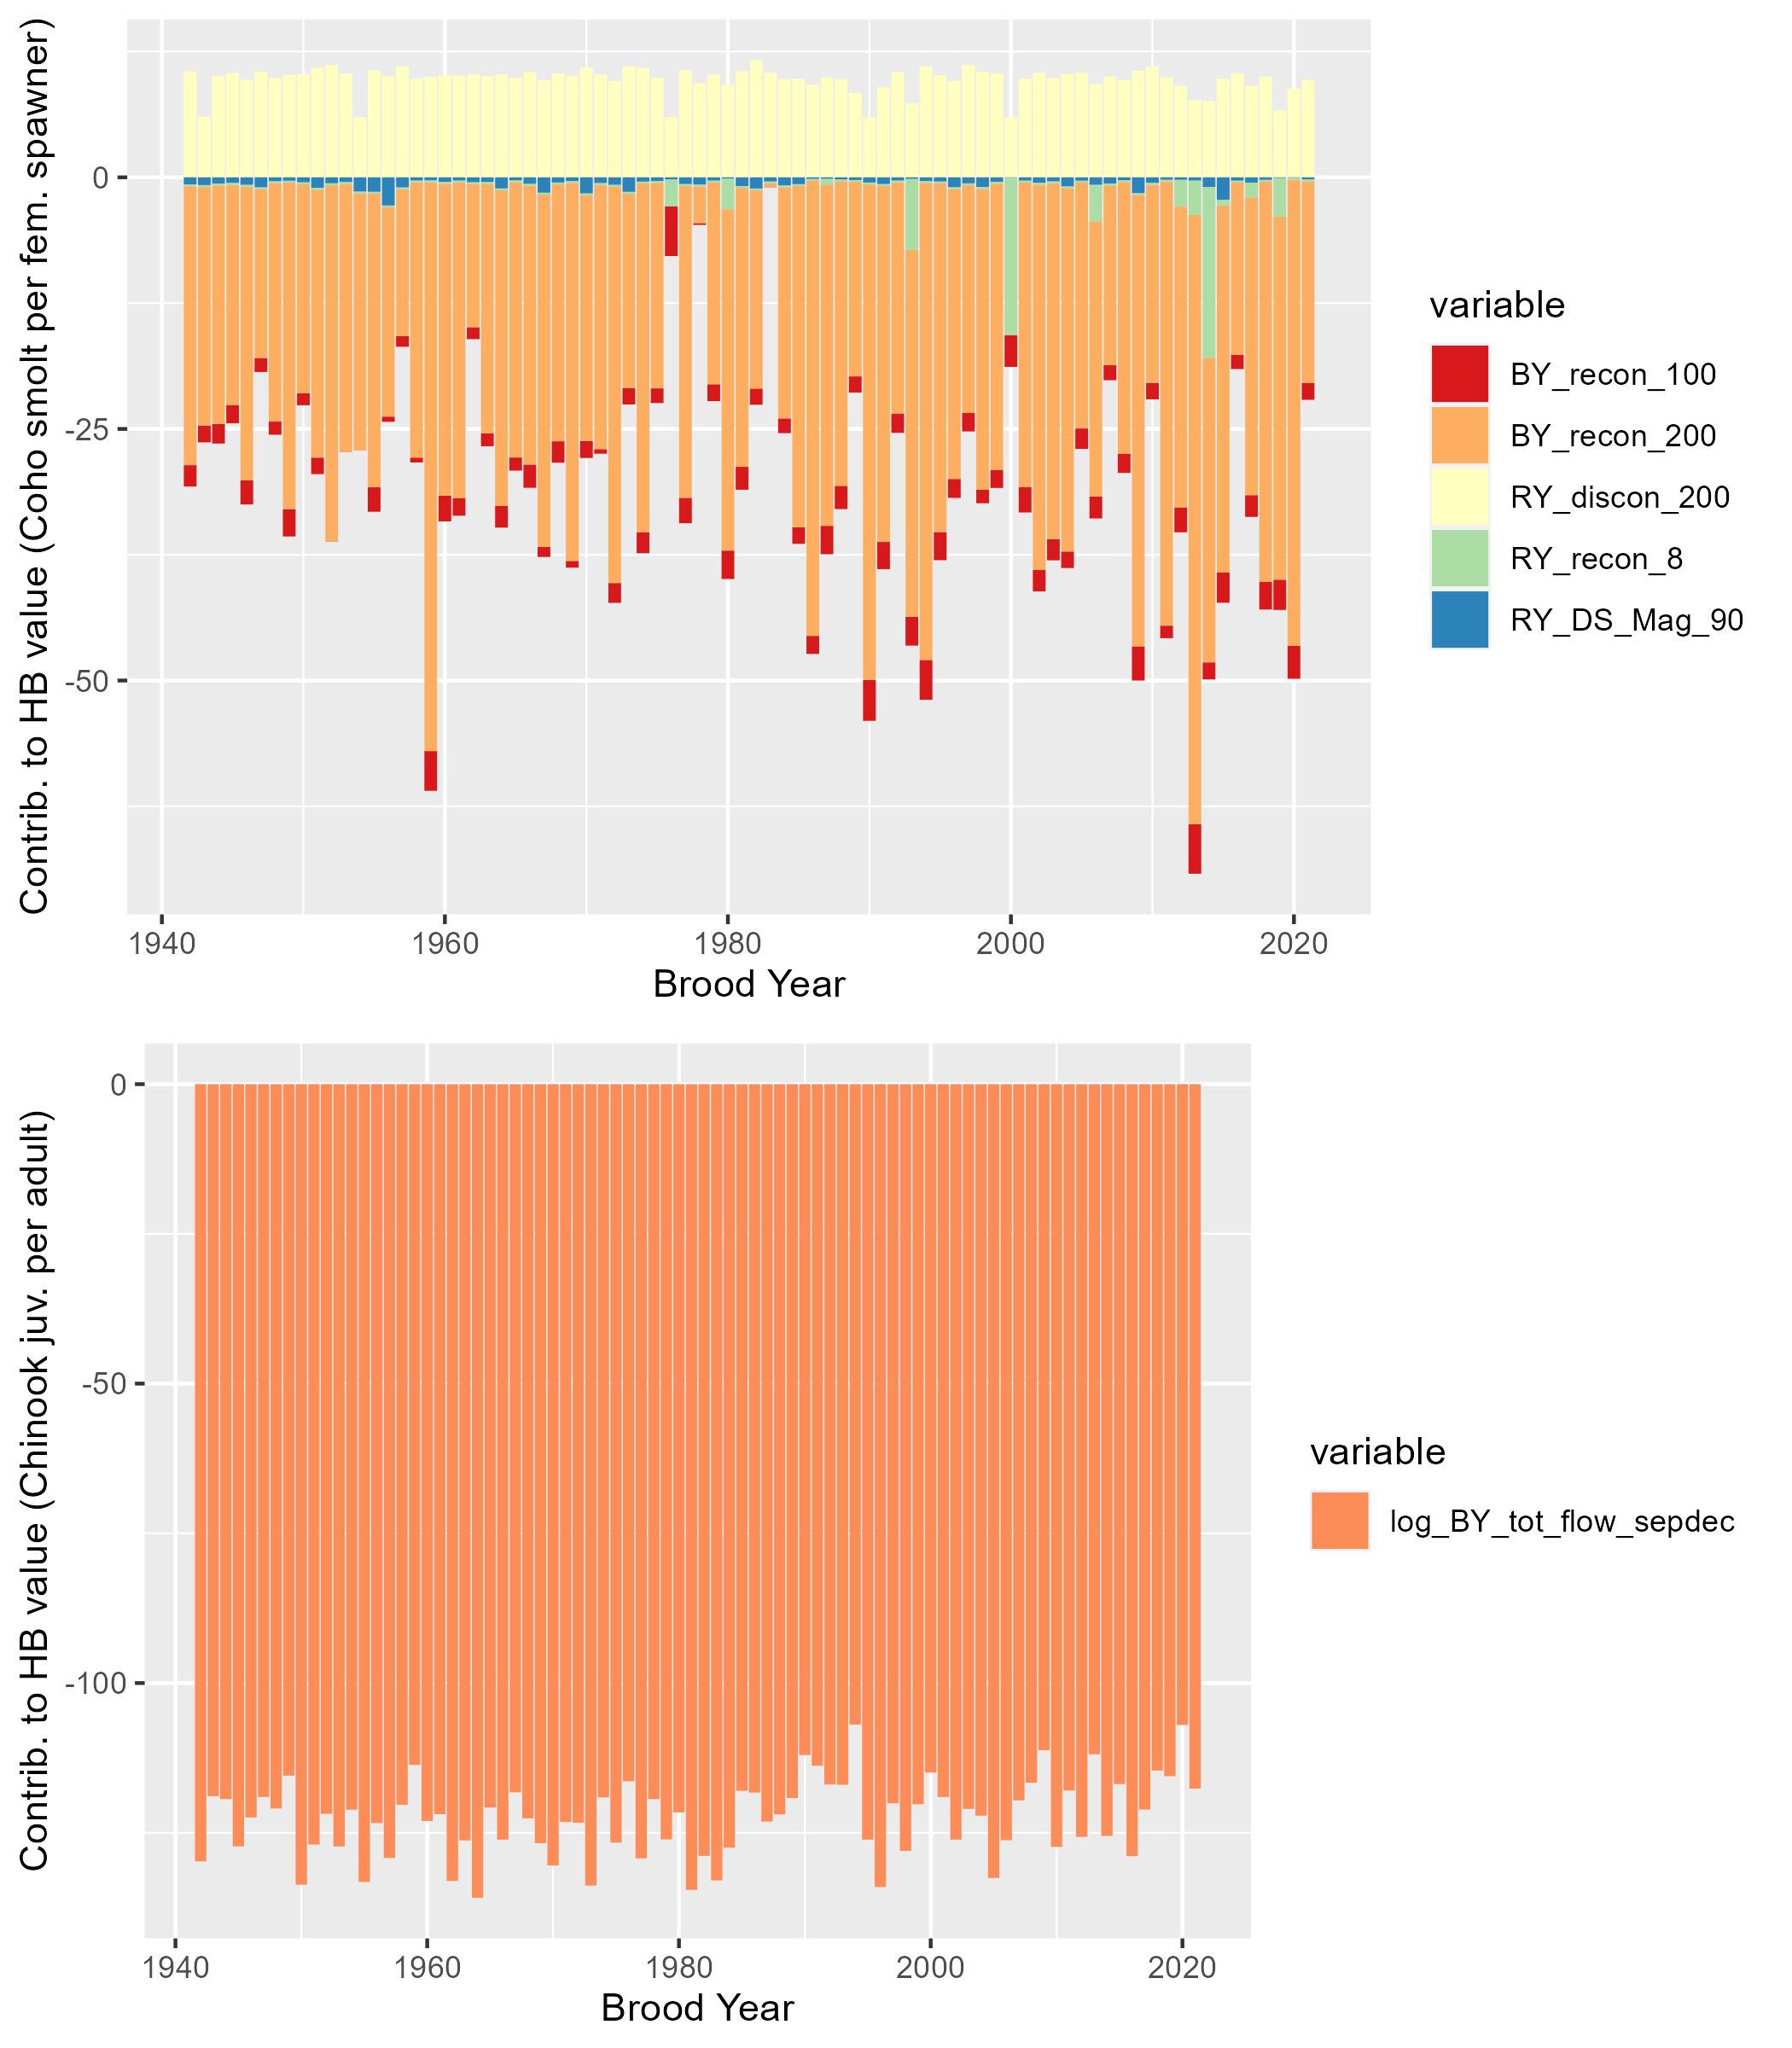 Contrib. to HB value (Coho smolt per fem. spawner)
0
-25
-50
1940
1960
1980
2000
2020
Brood Year
variable
BY_recon_100
BY_recon_200
RY_discon_200
RY_recon_8
RY_DS_Mag_90
Contrib. to HB value (Chinook juv. per adult)
0
-50
-100
1940
1960
1980
2000
2020
Brood Year
variable
log_BY_tot_flow_sepdec